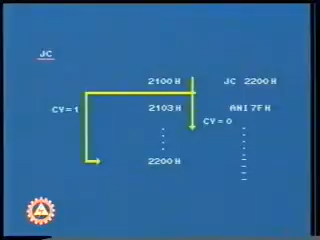 JC
2100 H JC 2200 H
CY = 1 2103 H ANI 7F H
CY = 0
2200 H